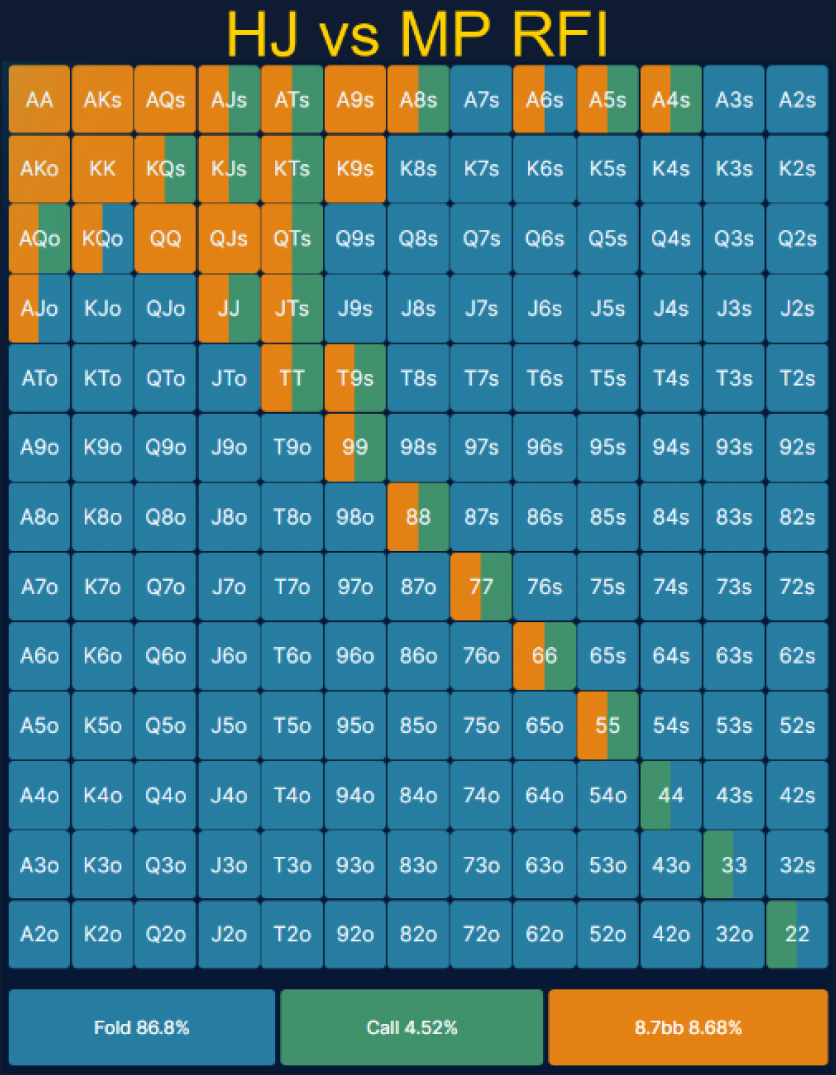 HJ vs MP RFI
AA AKs AQs AJs ATs A9s A8s A7s A6s A5s A4s A3s A2s
AKo KK KQs KJs KTs K9s K8s K7s K6s K5s K4s K3s K2s
AQo KQo QQ QJs QTs Q9s Q8s Q7s Q6s Q5s Q4s Q3s Q2s
AJo KJo QJo JJ JTs J9s J8s J7s J6s J5s J4s J3s J2s
ATo KTo QTo JTo TT T9s T8s T7s T6s T5s T4s T3s T2s
A9o K9o Q9o J9o T9o 99 98s 97s 96s 95s 94s 93s 92s
A8o K8o Q8o J8o T8o 98o 88 87s 86s 85s 84s 83s 82s
A7o K7o Q7o J7o T7o 97o 87o 77 76s 75s 74s 73s 72s
A6o K6o Q6o J6o T6o 96o 86o 76o 66 65s 64s 63s 62s
A5o K5o Q5o J5o T5o 95o 85o 75o 65o 55 54s 53s 52s
A4o K4o Q4o J4o T4o 94o 84o 74o 64o 54o 44 43s 42s
A3o K3o Q3o J3o T3o 93o 83o 73o 63o 53o 43o 33 32s
A2o K2o Q2o J2o T2o 92o 82o 72o 62o 52o 42o 32o 22
Fold 86.8% Call 4.52% 8.7bb 8.68%